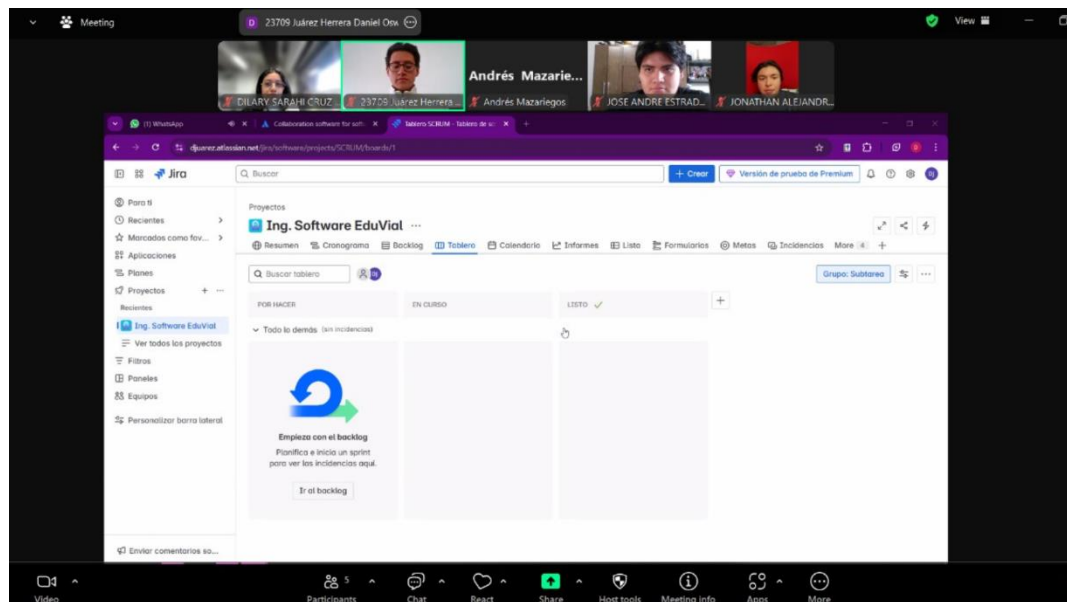 Meeting
D 23709 Juárez Herrera Daniel Osw
View
Andrés Mazarie...
DILARY SARAHI CRUZ
23709 Juárez Herrera ...
Andrés Mazariegos
JOSE ANDRE ESTRAD...
JONATHAN ALEJANDR...
(1) WhatsApp
Collaboration software for soft
Tablero SCRUM - Tablero de sc
djuarez.atlassian.net/jira/software/projects/SCRUM/boards/1
Jira
Buscar
+ Crear
Versión de prueba de Premium
Para ti
Recientes
Marcados como fav...
Aplicaciones
Planes
Proyectos
Recientes
Ing. Software EduVial
Ver todos los proyectos
Filtros
Paneles
Equipos
Personalizar barra lateral
Enviar comentarios so...
Proyectos
Ing. Software EduVial ...
Resumen
Cronograma
Backlog
Tablero
Calendario
Informes
Lista
Formularios
Metas
Incidencias
More 4
+
Buscar tablero
DJ
Grupo: Subtarea
POR HACER
EN CURSO
LISTO
+
Todo lo demás (sin incidencias)
Empieza con el backlog
Planifica e inicia un sprint
para ver las incidencias aquí.
Ir al backlog
Video
5
Participants
Chat
React
Share
Host tools
Meeting info
Apps
More